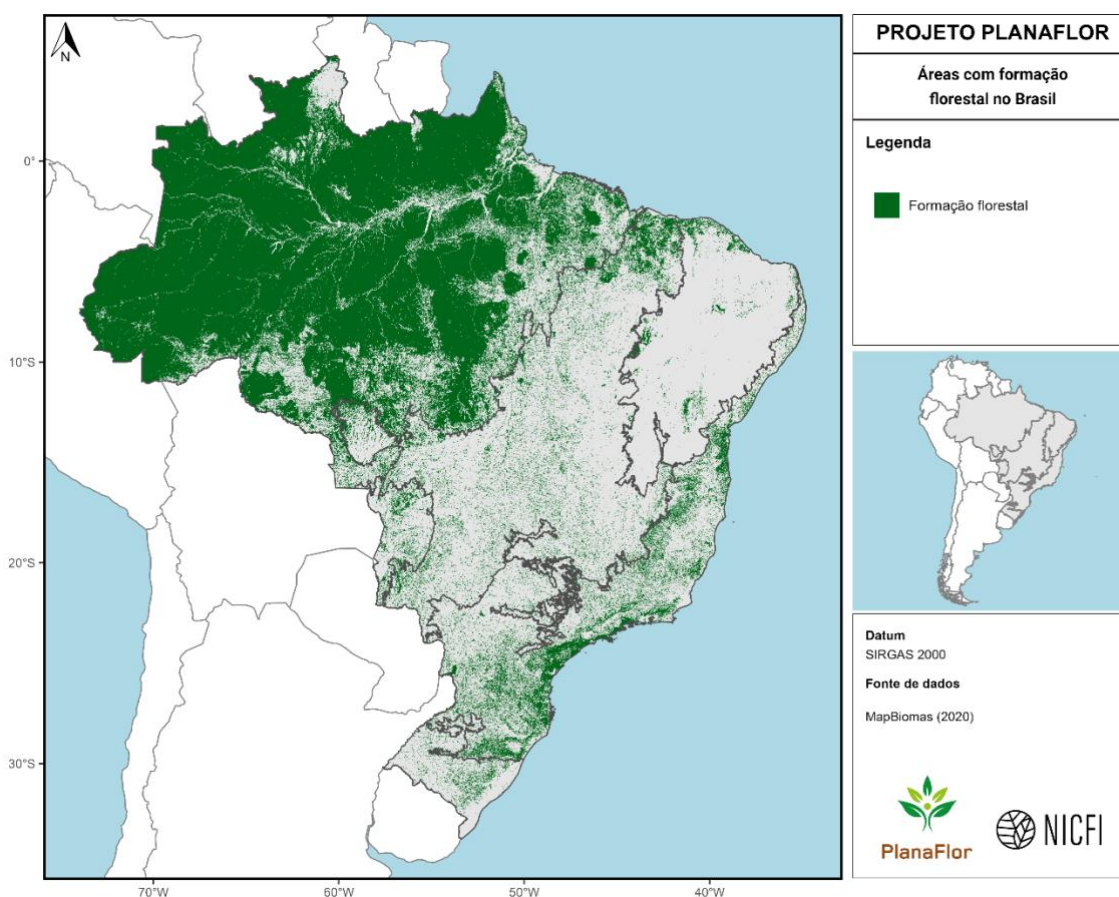 N
0°
10°S
20°S
30°S
70°W
60°W
50°W
40°W
PROJETO PLANAFLOR
Áreas com formação
florestal no Brasil
Legenda
Formação florestal
Datum
SIRGAS 2000
Fonte de dados
MapBiomas (2020)
PlanaFlor
NICFI